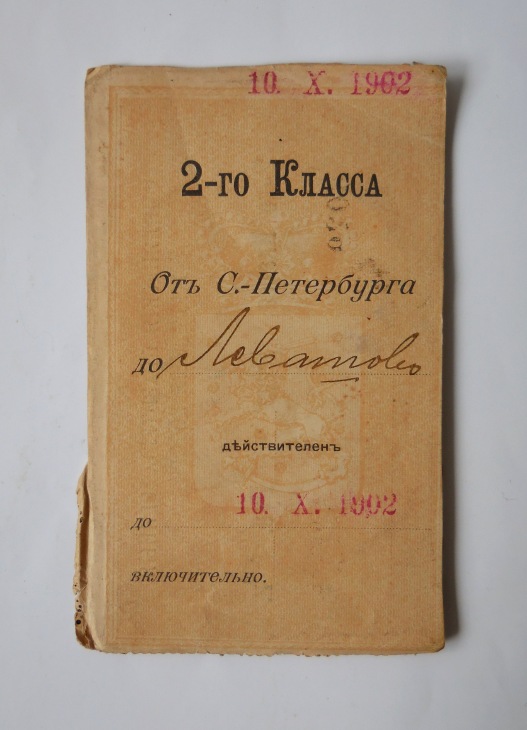 10. X. 1902
2-го Класса
Отъ С.-Петербурга
до Левашово
дѣйствителенъ
10. X. 1902
до
включительно.